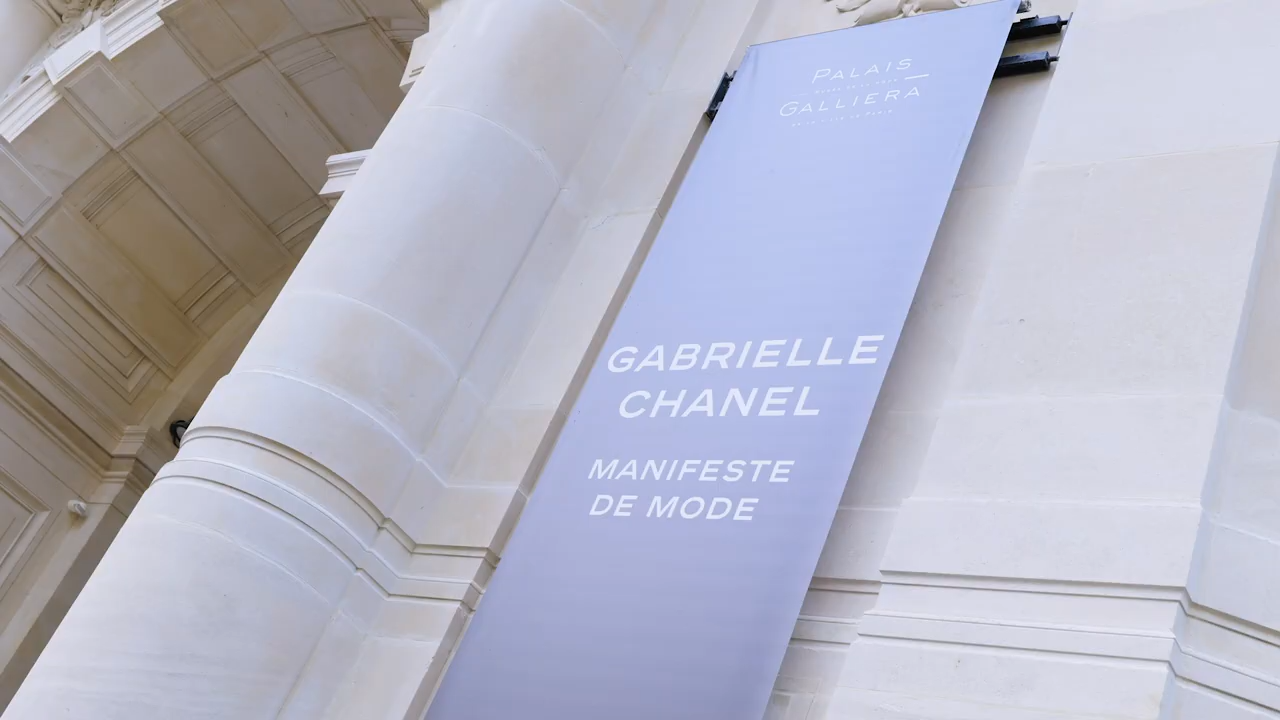 PALAIS
GALLIERA
GABRIELLE
CHANEL
MANIFESTE
DE MODE